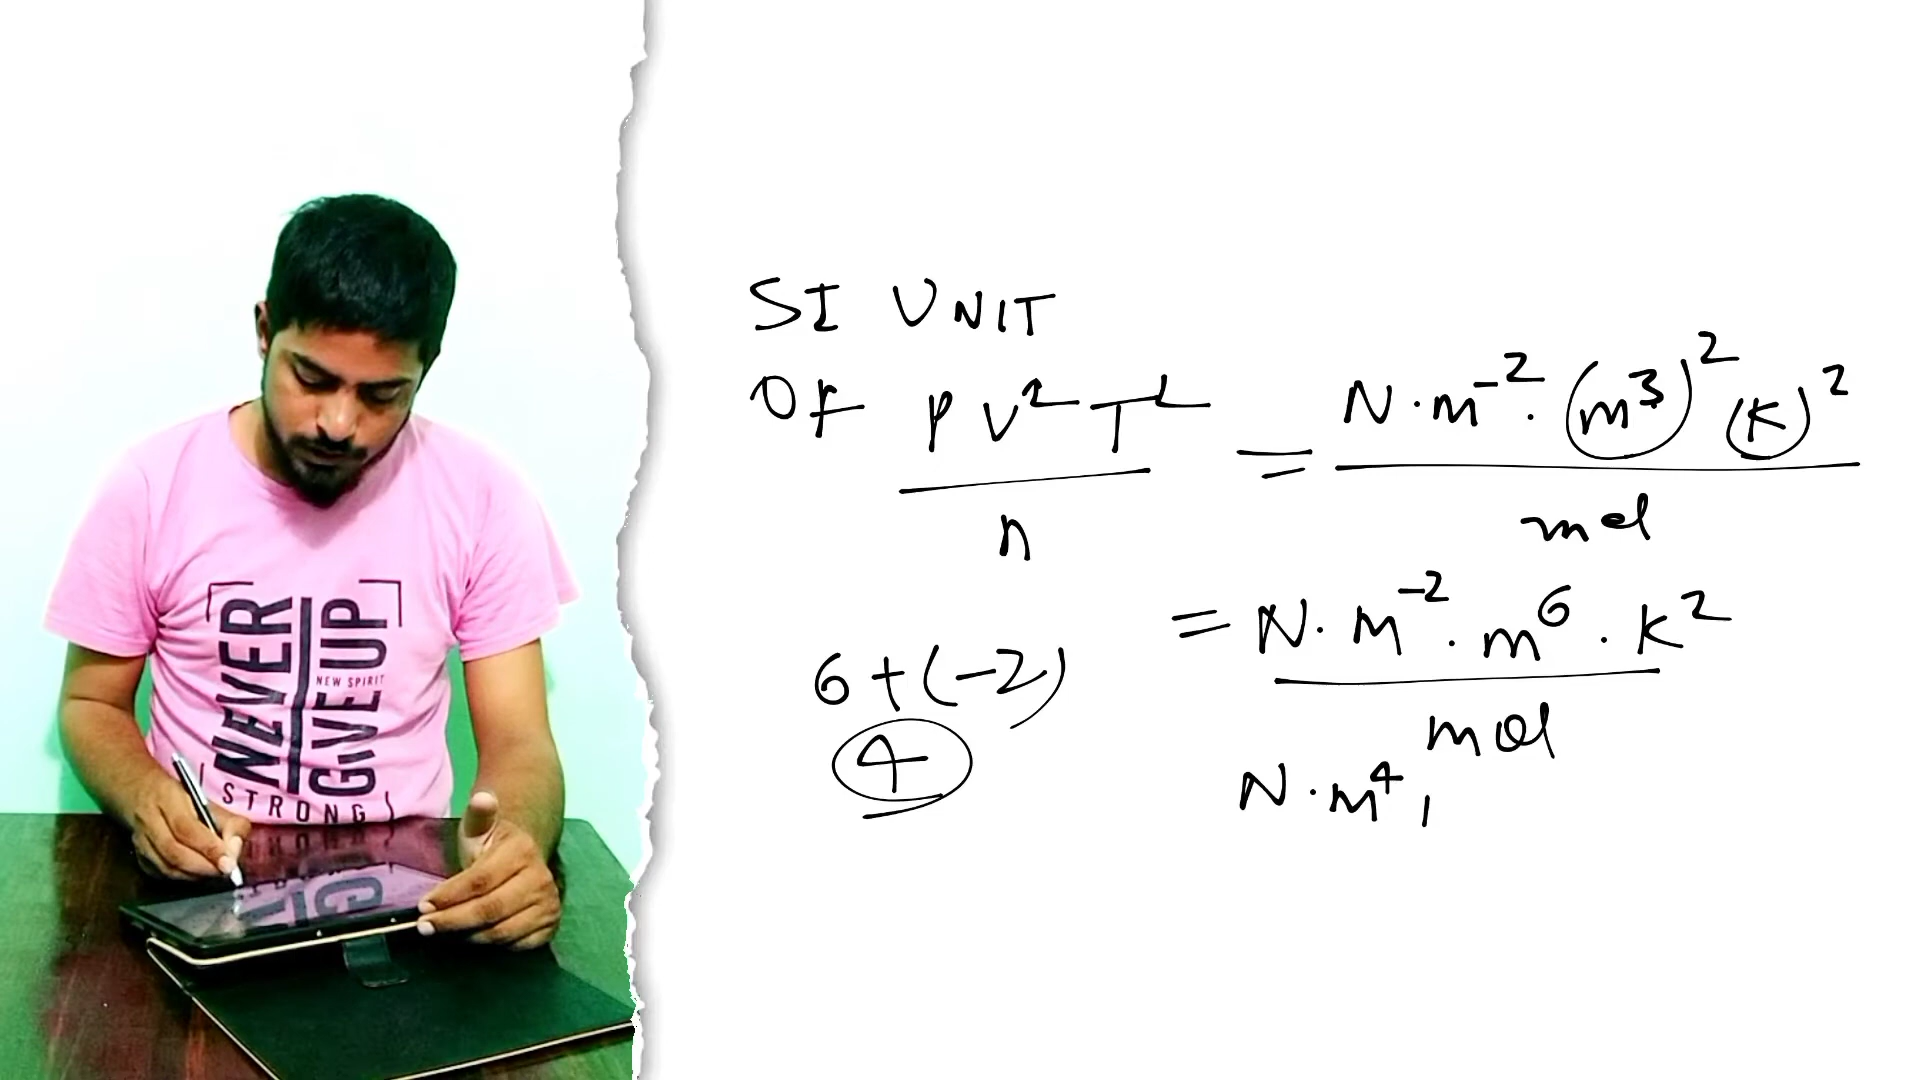 NEVER
GIVE UP
NEW SPIRIT
STRONG
SI UNIT
OF PV²T² / n = N·m⁻²·(m³)²(K)² / mol
= N·m⁻²·m⁶·K² / mol
6+(-2)
4
N·m⁴